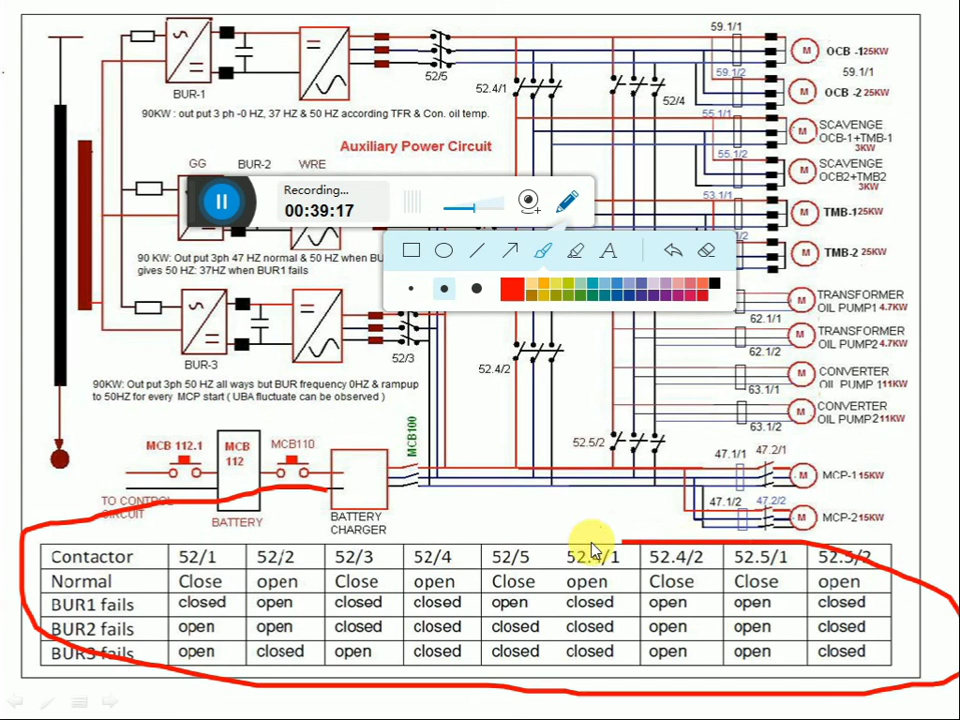 59.1/1
OCB -1 25KW
52/5
52.4/1
59.1/1
59.1/2
BUR-1
52/4
OCB -2 25KW
90KW : out put 3 ph -0 HZ, 37 HZ & 50 HZ according TFR & Con. oil temp.
55.1/1
SCAVENGE
OCB-1+TMB-1
3KW
Auxiliary Power Circuit
55.1/2
GG BUR-2 WRE
SCAVENGE
OCB2+TMB2
3KW
Recording...
00:39:17
53.1/1
TMB-1 25KW
TMB-2 25KW
90 KW: Out put 3ph 47 HZ normal & 50 HZ when BU
gives 50 HZ: 37HZ when BUR1 fails
A
TRANSFORMER
OIL PUMP1 4.7KW
62.1/1
TRANSFORMER
OIL PUMP2 4.7KW
62.1/2
52/3
BUR-3
52.4/2
CONVERTER
OIL PUMP 1 11KW
63.1/1
90KW: Out put 3ph 50 HZ all ways but BUR frequency 0HZ & rampup
to 50HZ for every MCP start ( UBA fluctuate can be observed )
CONVERTER
OIL PUMP2 11KW
63.1/2
MCB100
52.5/2
MCB 112.1
MCB
112
MCB110
47.1/1
47.2/1
MCP-1 15KW
TO CONTROL
CIRCUIT
BATTERY
BATTERY
CHARGER
47.1/2
47.2/2
MCP-2 15KW
Contactor 52/1 52/2 52/3 52/4 52/5 52.4/1 52.4/2 52.5/1 52.5/2
Normal Close open Close open Close open Close Close open
BUR1 fails closed open closed closed open closed open open closed
BUR2 fails open open closed closed closed closed open open closed
BUR3 fails open closed open closed closed closed open open closed